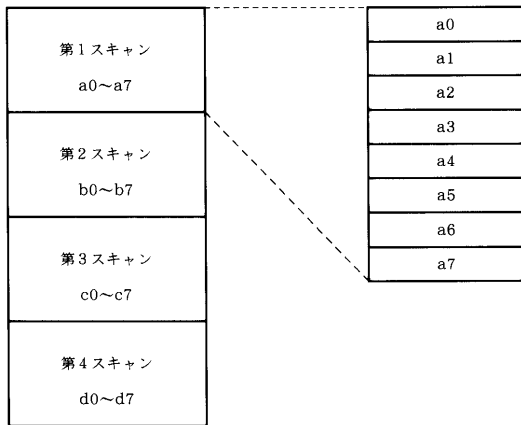 第1スキャン
a0～a7
第2スキャン
b0～b7
第3スキャン
c0～c7
第4スキャン
d0～d7
a0
a1
a2
a3
a4
a5
a6
a7